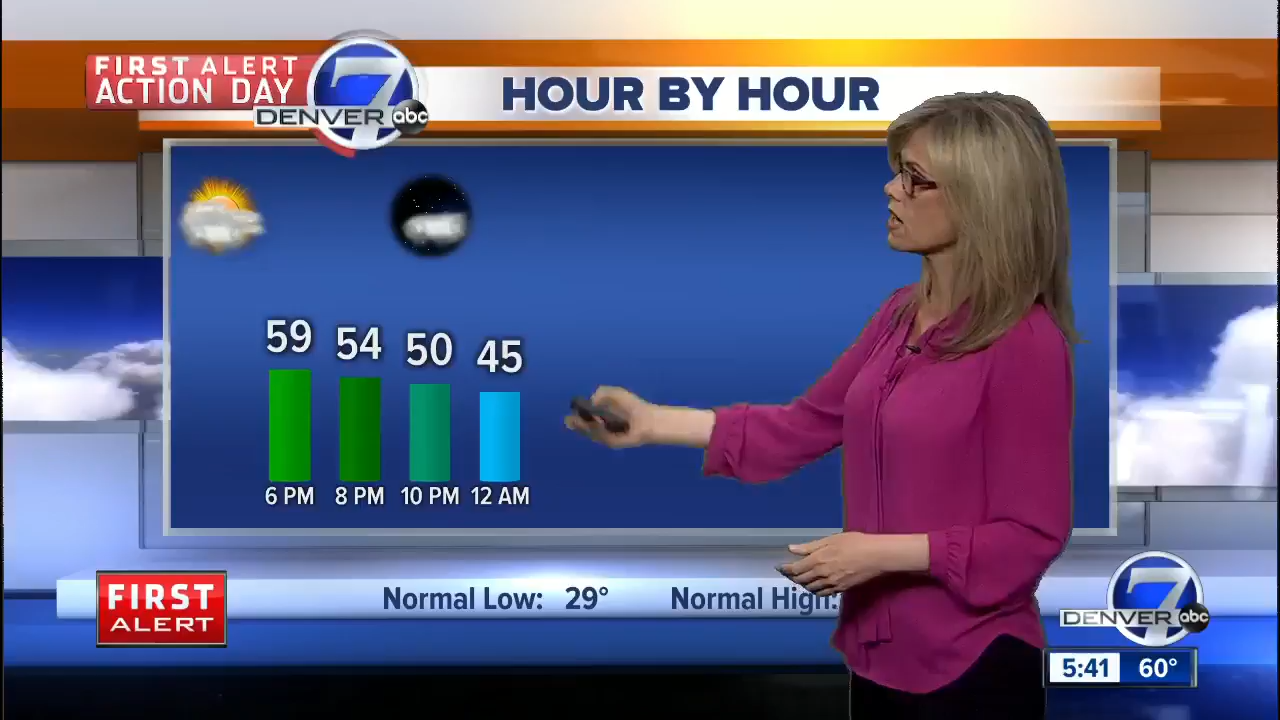 FIRST ALERT
ACTION DAY
7
DENVER abc
HOUR BY HOUR
59 54 50 45
6 PM 8 PM 10 PM 12 AM
FIRST
ALERT
Normal Low: 29° Normal High:
7
DENVER abc
5:41 60°